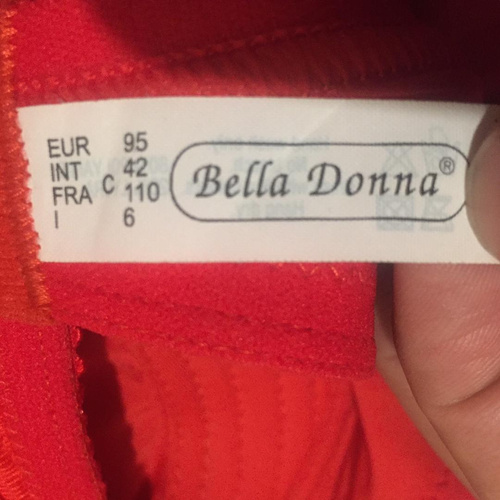 EUR 95
INT 42
FRA C 110
I 6
Bella Donna®